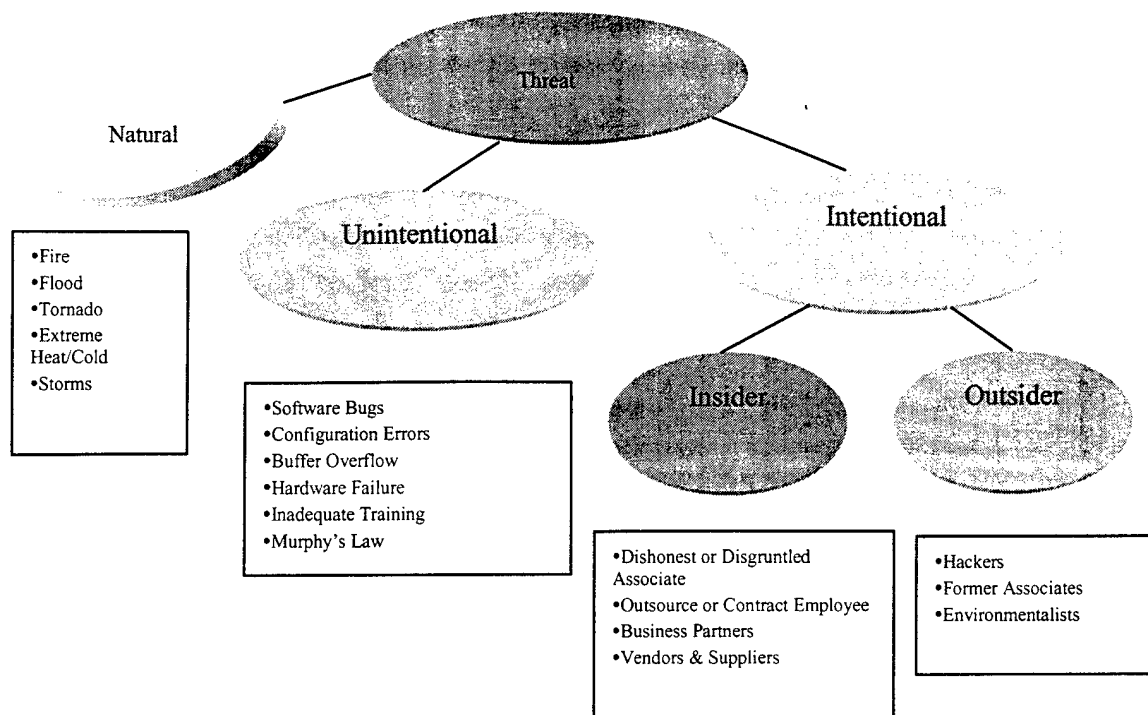 Threat
Natural
Unintentional
Intentional
•Fire
•Flood
•Tornado
•Extreme
Heat/Cold
•Storms
Insider
Outsider
•Software Bugs
•Configuration Errors
•Buffer Overflow
•Hardware Failure
•Inadequate Training
•Murphy's Law
•Dishonest or Disgruntled
Associate
•Outsource or Contract Employee
•Business Partners
•Vendors & Suppliers
•Hackers
•Former Associates
•Environmentalists